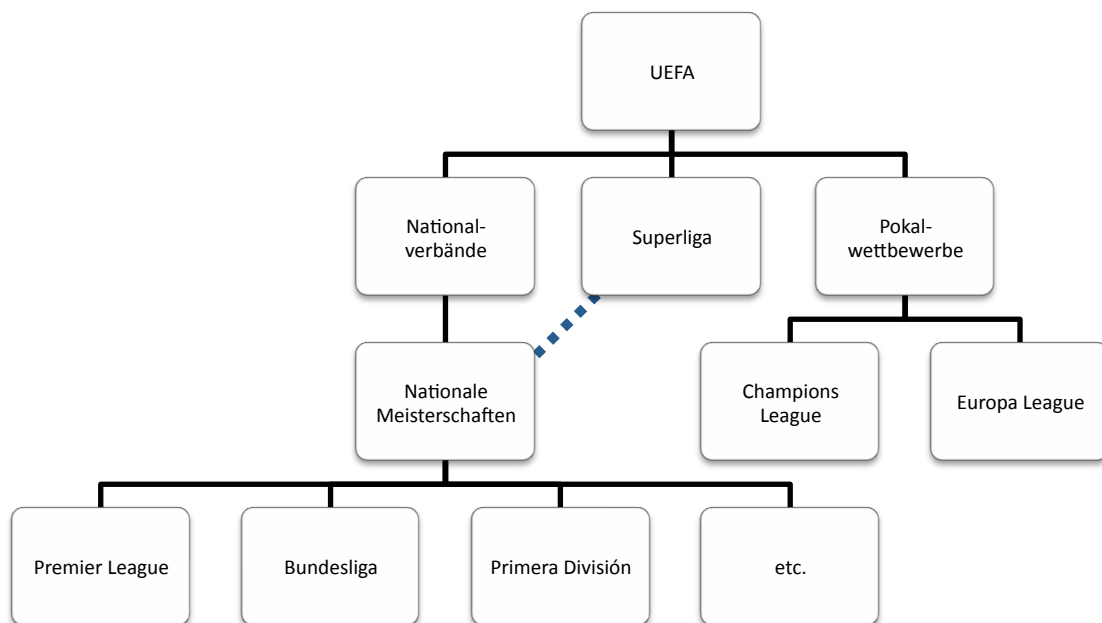 UEFA
National-
verbände
Superliga
Pokal-
wettbewerbe
Nationale
Meisterschaften
Champions
League
Europa League
Premier League
Bundesliga
Primera División
etc.